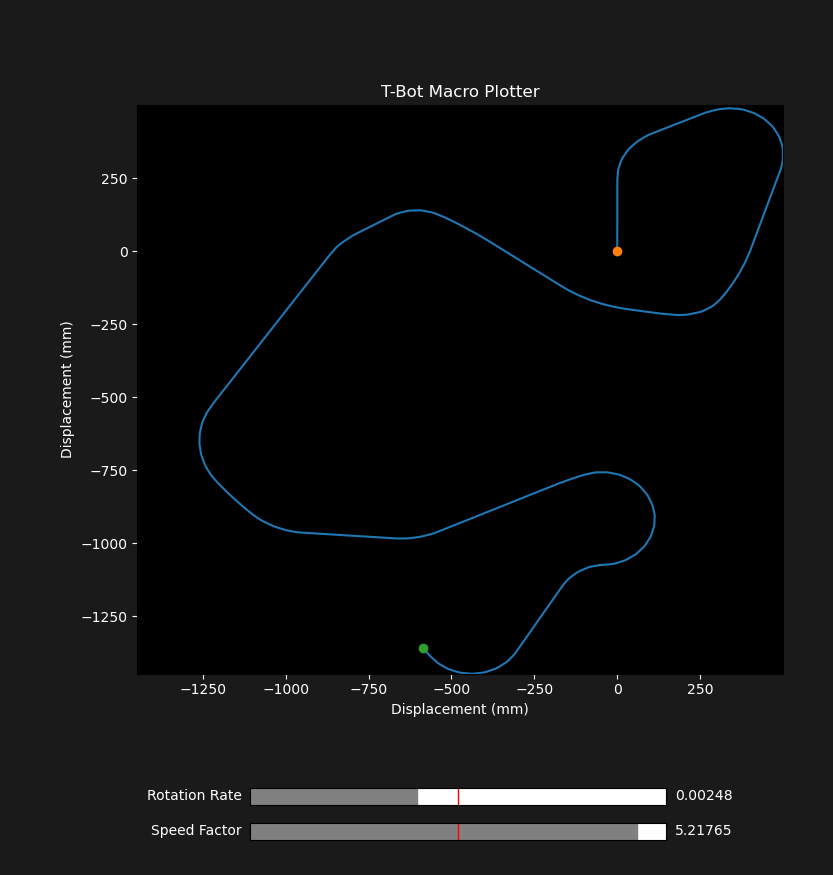 T-Bot Macro Plotter
250
0
−250
−500
−750
−1000
−1250
Displacement (mm)
−1250 −1000 −750 −500 −250 0 250
Displacement (mm)
Rotation Rate 0.00248
Speed Factor 5.21765